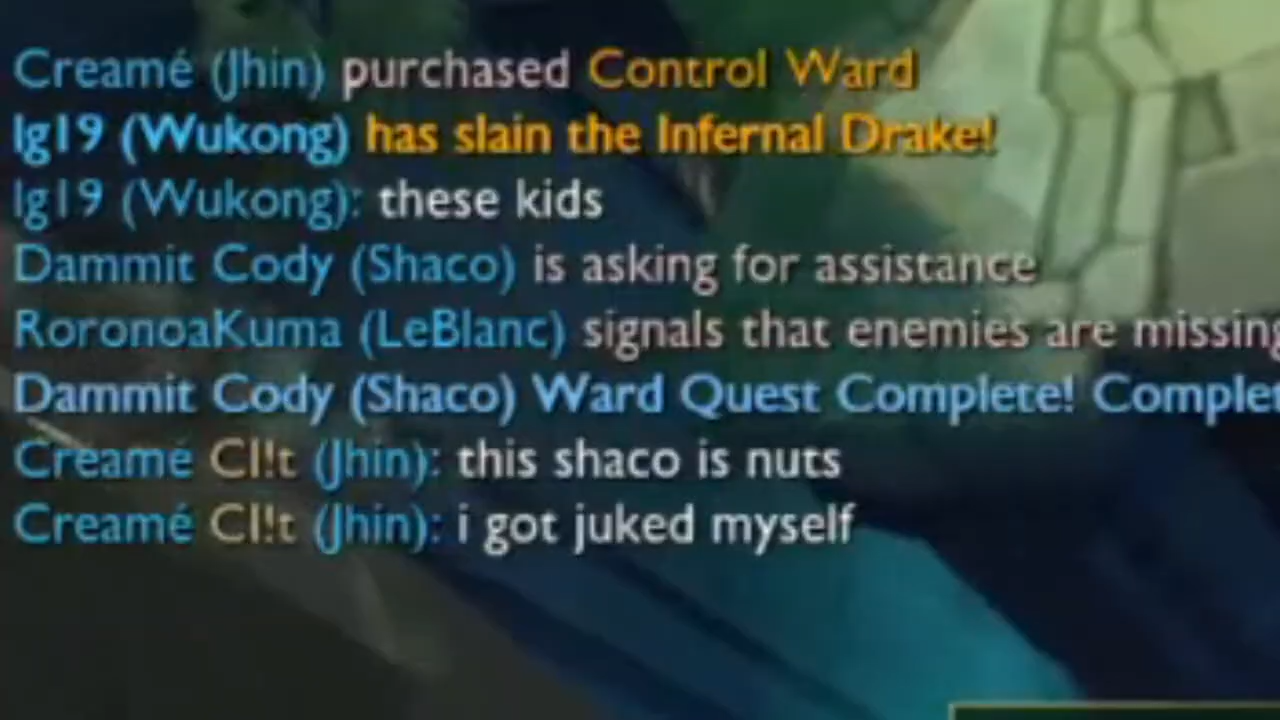 Creamé (Jhin) purchased Control Ward
lg19 (Wukong) has slain the Infernal Drake!
lg19 (Wukong): these kids
Dammit Cody (Shaco) is asking for assistance
RoronoaKuma (LeBlanc) signals that enemies are missing
Dammit Cody (Shaco) Ward Quest Complete! Complet
Creamé Cl!t (Jhin): this shaco is nuts
Creamé Cl!t (Jhin): i got juked myself